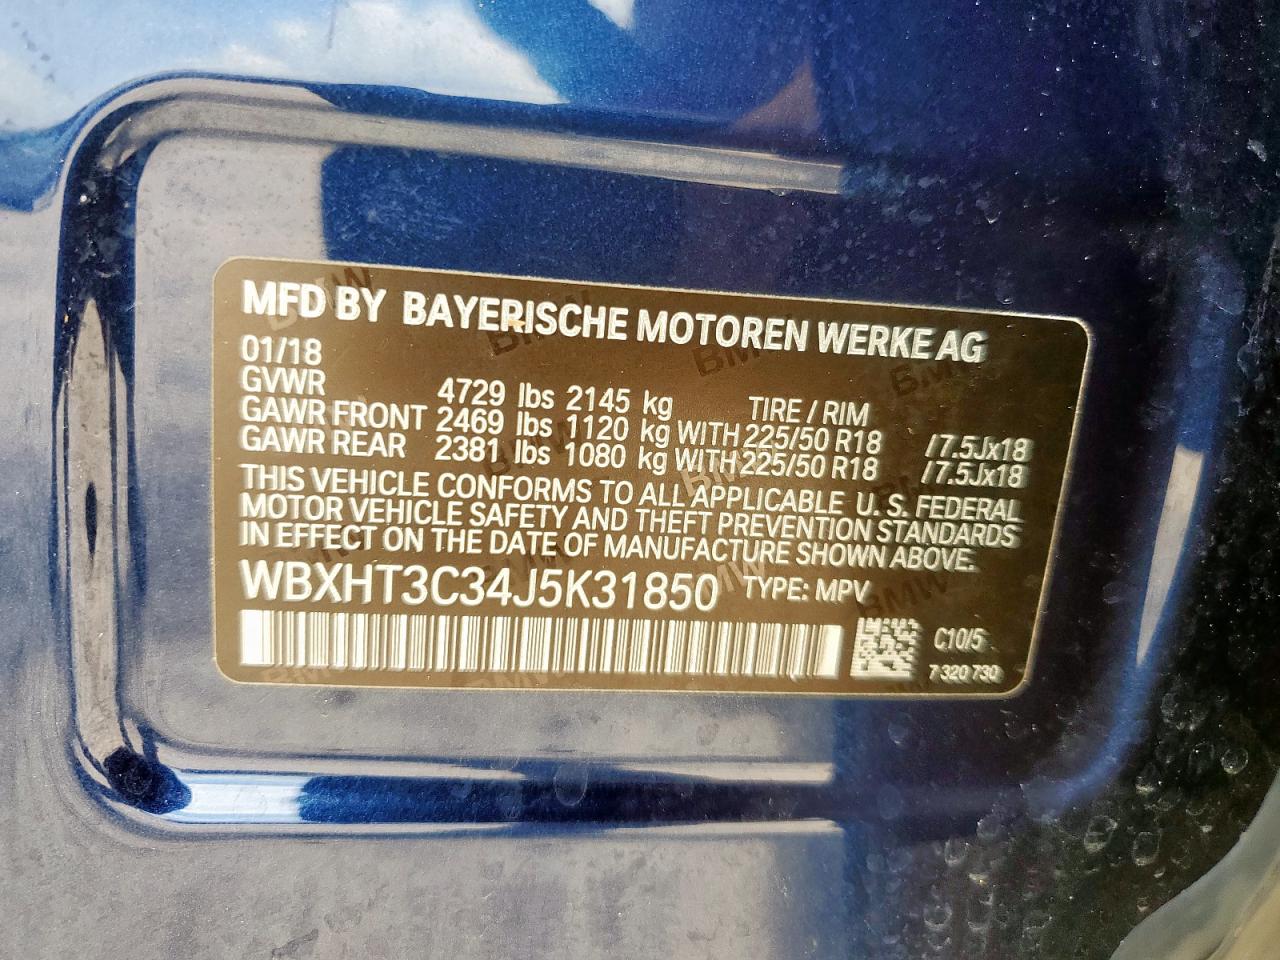 MFD BY BAYERISCHE MOTOREN WERKE AG
01/18
GVWR 4729 lbs 2145 kg TIRE / RIM
GAWR FRONT 2469 lbs 1120 kg WITH 225/50 R18 /7.5Jx18
GAWR REAR 2381 lbs 1080 kg WITH 225/50 R18 /7.5Jx18
THIS VEHICLE CONFORMS TO ALL APPLICABLE U. S. FEDERAL
MOTOR VEHICLE SAFETY AND THEFT PREVENTION STANDARDS
IN EFFECT ON THE DATE OF MANUFACTURE SHOWN ABOVE.
WBXHT3C34J5K31850 TYPE: MPV
C10/5
7 320 730